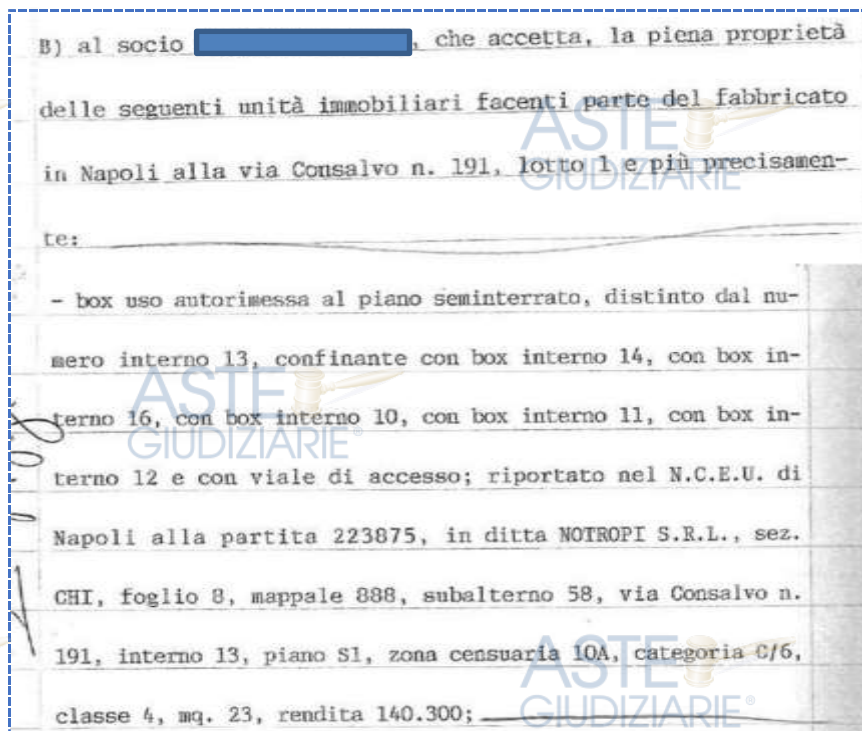 B) al socio , che accetta, la piena proprietà
delle seguenti unità immobiliari facenti parte del fabbricato
in Napoli alla via Consalvo n. 191, lotto 1 e più precisamen-
te:
- box uso autorimessa al piano seminterrato, distinto dal nu-
mero interno 13, confinante con box interno 14, con box in-
terno 16, con box interno 10, con box interno 11, con box in-
terno 12 e con viale di accesso; riportato nel N.C.E.U. di
Napoli alla partita 223875, in ditta NOTROPI S.R.L., sez.
CHI, foglio 8, mappale 888, subalterno 58, via Consalvo n.
191, interno 13, piano S1, zona censuaria 10A, categoria C/6,
classe 4, mq. 23, rendita 140.300;
ASTE
GIUDIZIARIE®
ASTE
GIUDIZIARIE®
ASTE
GIUDIZIARIE®